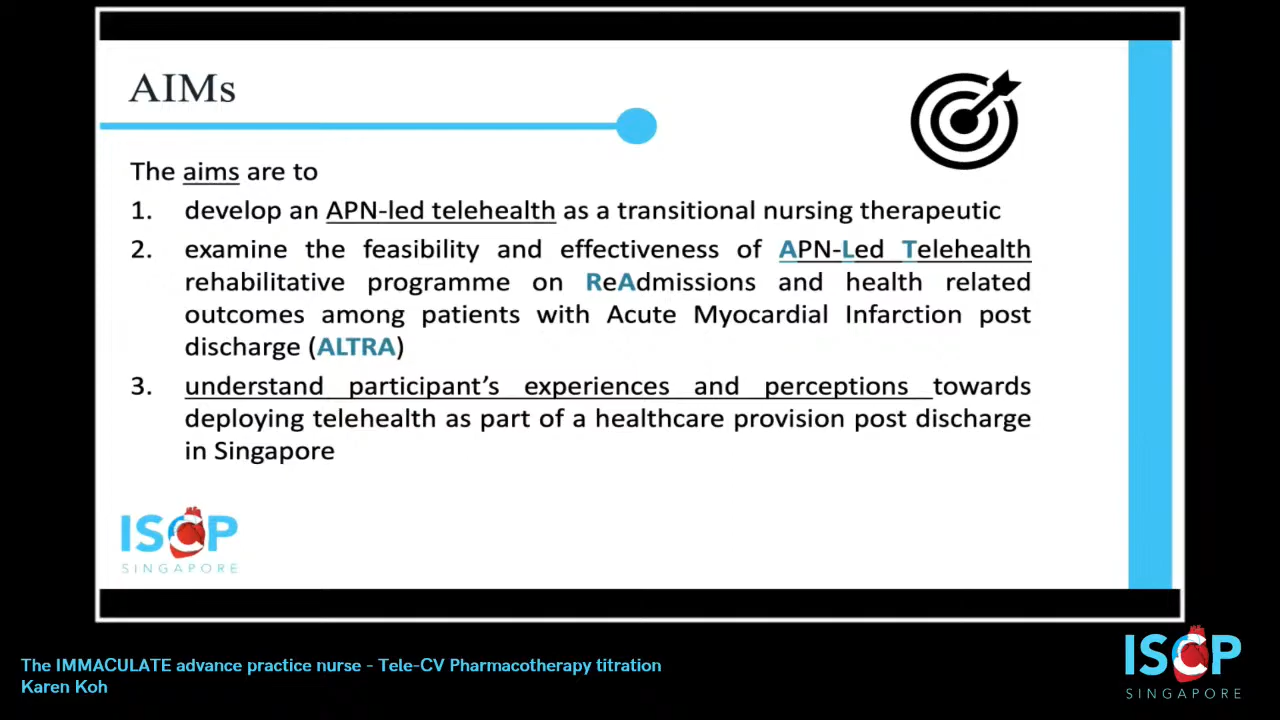 AIMs
The aims are to
1. develop an APN-led telehealth as a transitional nursing therapeutic
2. examine the feasibility and effectiveness of APN-Led Telehealth
rehabilitative programme on ReAdmissions and health related
outcomes among patients with Acute Myocardial Infarction post
discharge (ALTRA)
3. understand participant's experiences and perceptions towards
deploying telehealth as part of a healthcare provision post discharge
in Singapore
ISCP
SINGAPORE
The IMMACULATE advance practice nurse - Tele-CV Pharmacotherapy titration
Karen Koh
ISCP
SINGAPORE